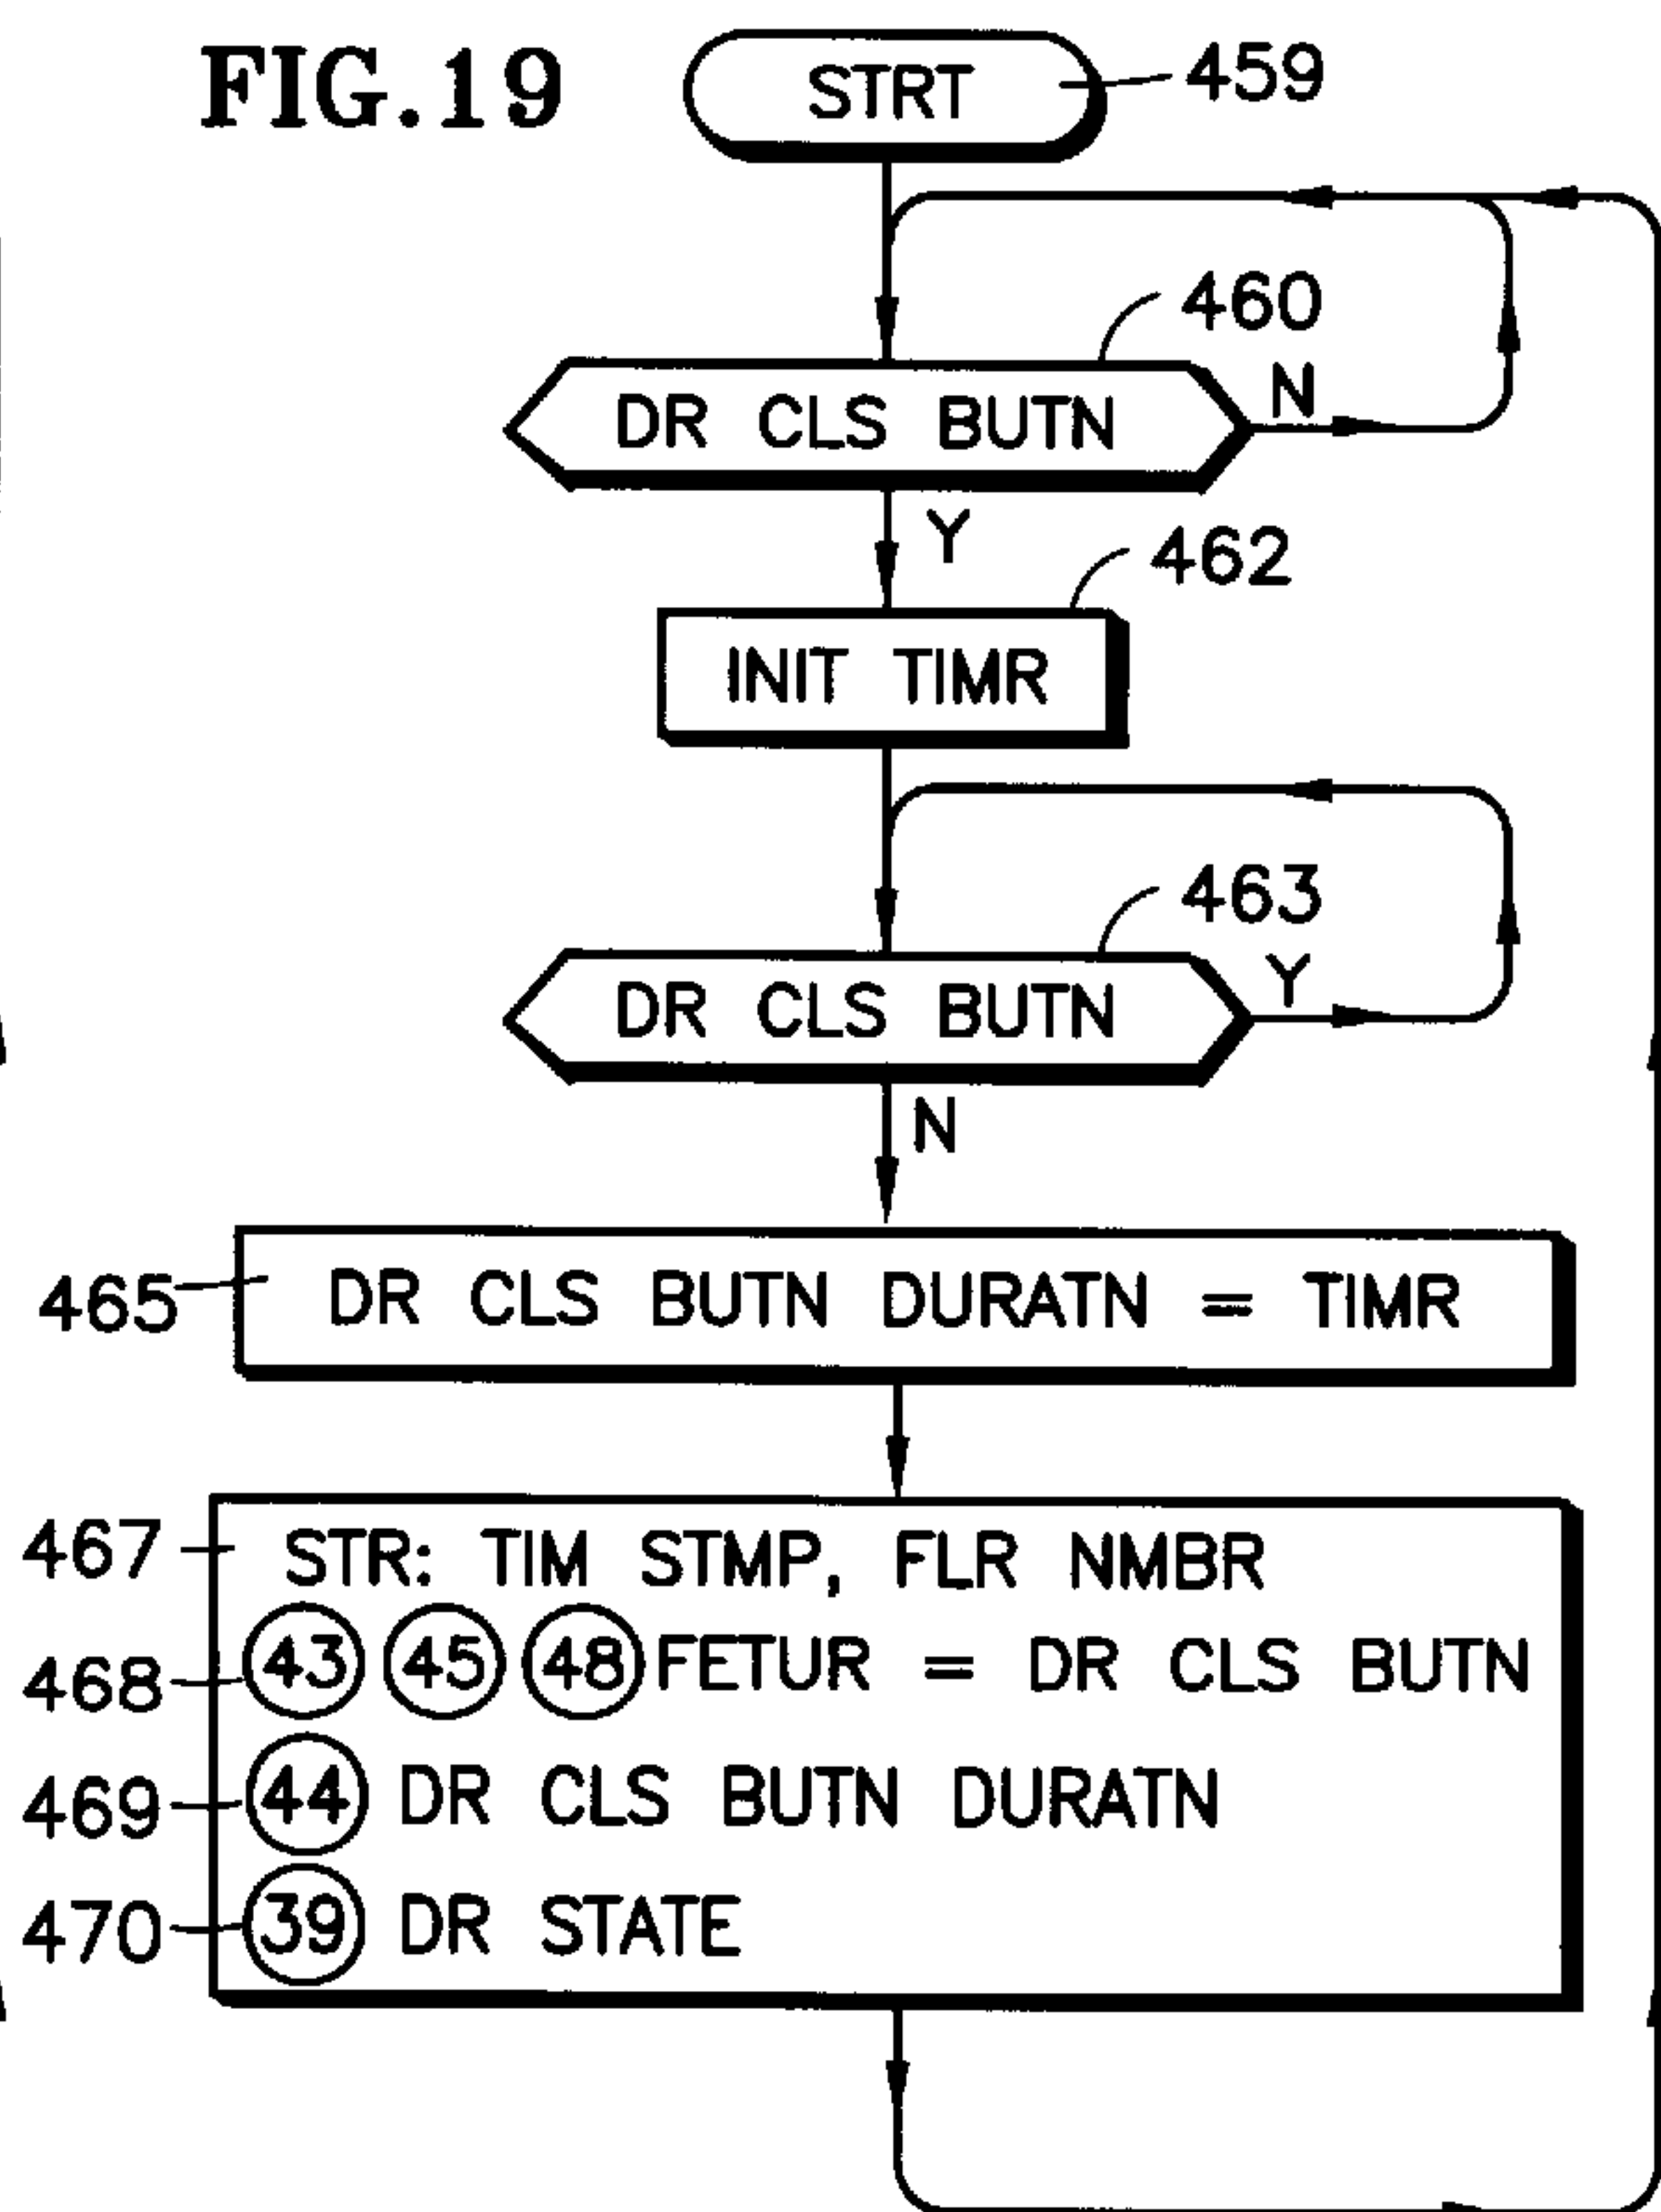 FIG.19
STRT
459
460
DR CLS BUTN
N
Y
462
INIT TIMR
463
DR CLS BUTN
Y
N
465
DR CLS BUTN DURATN = TIMR
467
STR: TIM STMP, FLR NMBR
468
43 45 48 FETUR = DR CLS BUTN
469
44 DR CLS BUTN DURATN
470
39 DR STATE